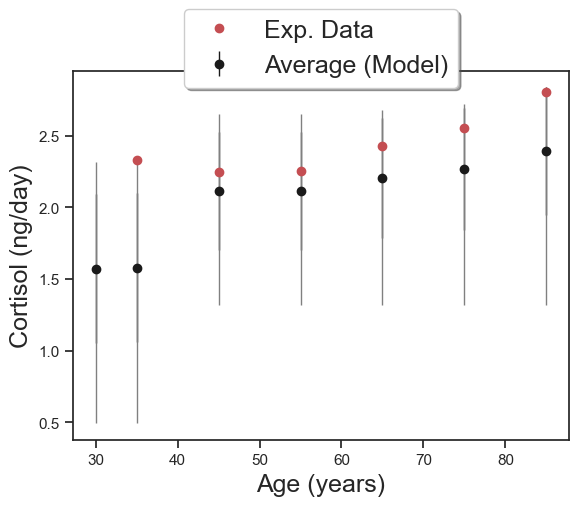 Exp. Data
Average (Model)
Cortisol (ng/day)
2.5
2.0
1.5
1.0
0.5
30 40 50 60 70 80
Age (years)